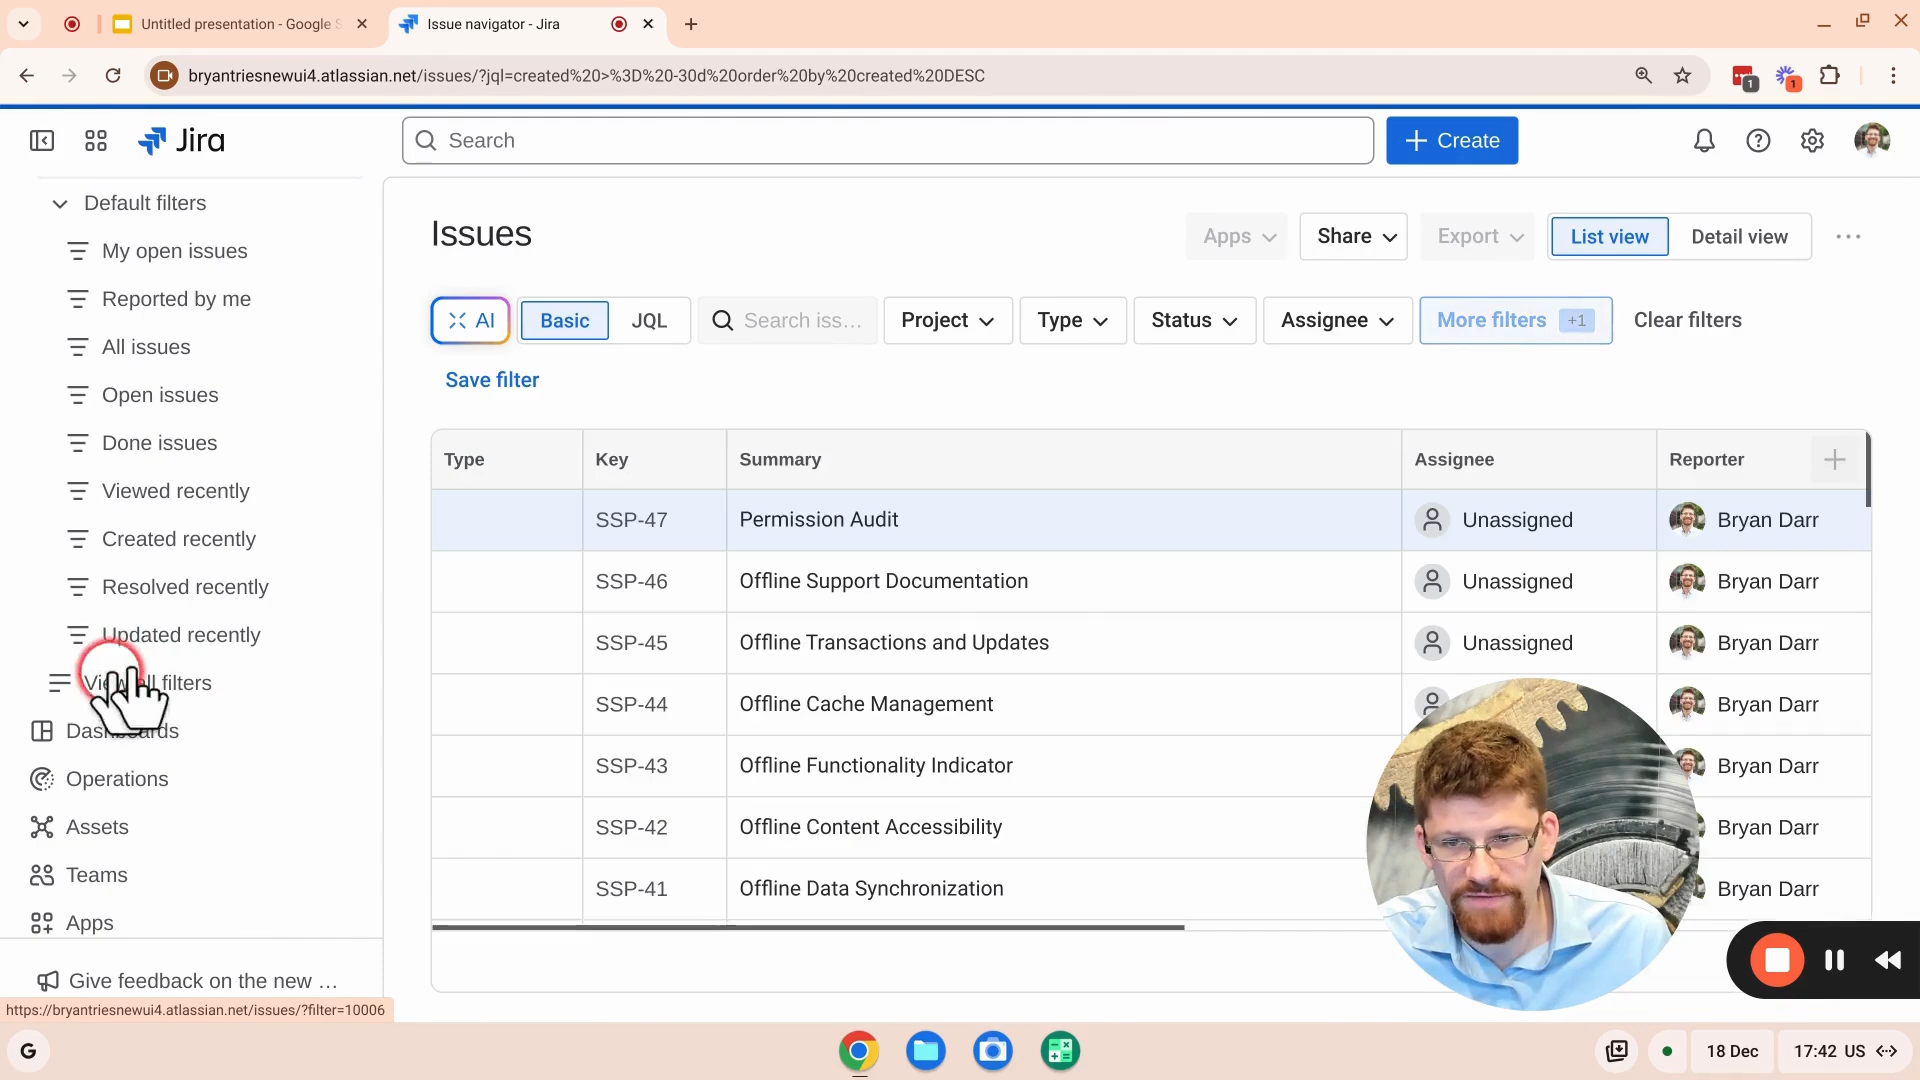 Untitled presentation - Google S
Issue navigator - Jira
bryantriesnewui4.atlassian.net/issues/?jql=created%20>%3D%20-30d%20order%20by%20created%20DESC
1
1
Jira
Search
Create
Default filters
My open issues
Reported by me
All issues
Open issues
Done issues
Viewed recently
Created recently
Resolved recently
Updated recently
View all filters
Dashboards
Operations
Assets
Teams
Apps
Give feedback on the new ...
https://bryantriesnewui4.atlassian.net/issues/?filter=10006
Issues
Apps
Share
Export
List view
Detail view
AI
Basic
JQL
Search iss...
Project
Type
Status
Assignee
More filters +1
Clear filters
Save filter
Type Key Summary Assignee Reporter
SSP-47 Permission Audit Unassigned Bryan Darr
SSP-46 Offline Support Documentation Unassigned Bryan Darr
SSP-45 Offline Transactions and Updates Unassigned Bryan Darr
SSP-44 Offline Cache Management Bryan Darr
SSP-43 Offline Functionality Indicator Bryan Darr
SSP-42 Offline Content Accessibility Bryan Darr
SSP-41 Offline Data Synchronization Bryan Darr
G
18 Dec
17:42 US